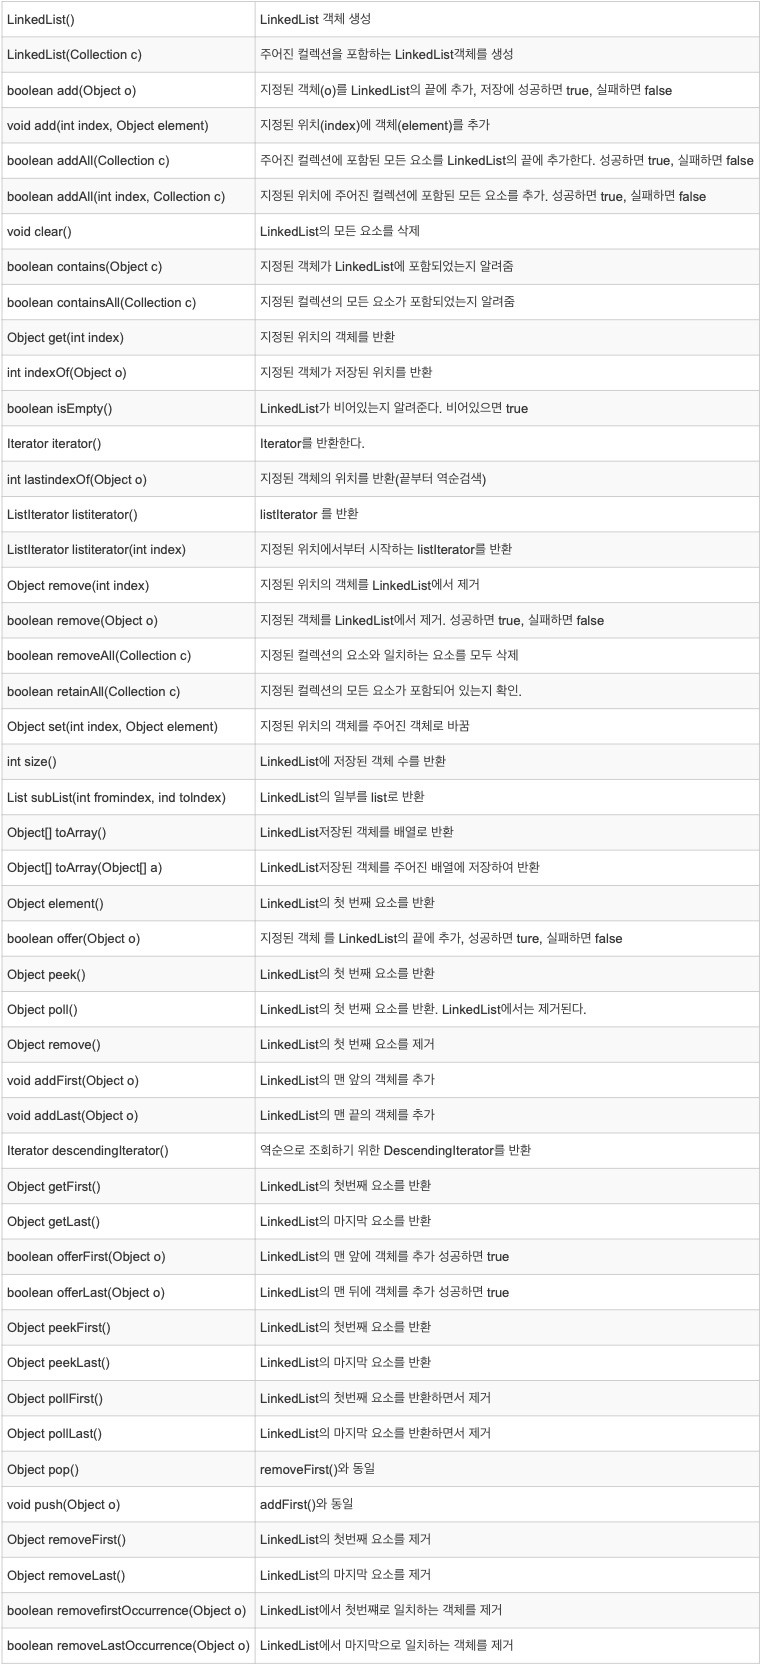 LinkedList() LinkedList 객체 생성
LinkedList(Collection c) 주어진 컬렉션을 포함하는 LinkedList객체를 생성
boolean add(Object o) 지정된 객체(o)를 LinkedList의 끝에 추가, 저장에 성공하면 true, 실패하면 false
void add(int index, Object element) 지정된 위치(index)에 객체(element)를 추가
boolean addAll(Collection c) 주어진 컬렉션에 포함된 모든 요소를 LinkedList의 끝에 추가한다. 성공하면 true, 실패하면 false
boolean addAll(int index, Collection c) 지정된 위치에 주어진 컬렉션에 포함된 모든 요소를 추가. 성공하면 true, 실패하면 false
void clear() LinkedList의 모든 요소를 삭제
boolean contains(Object c) 지정된 객체가 LinkedList에 포함되었는지 알려줌
boolean containsAll(Collection c) 지정된 컬렉션의 모든 요소가 포함되었는지 알려줌
Object get(int index) 지정된 위치의 객체를 반환
int indexOf(Object o) 지정된 객체가 저장된 위치를 반환
boolean isEmpty() LinkedList가 비어있는지 알려준다. 비어있으면 true
Iterator iterator() Iterator를 반환한다.
int lastindexOf(Object o) 지정된 객체의 위치를 반환(끝부터 역순검색)
ListIterator listiterator() listIterator 를 반환
ListIterator listiterator(int index) 지정된 위치에서부터 시작하는 listIterator를 반환
Object remove(int index) 지정된 위치의 객체를 LinkedList에서 제거
boolean remove(Object o) 지정된 객체를 LinkedList에서 제거. 성공하면 true, 실패하면 false
boolean removeAll(Collection c) 지정된 컬렉션의 요소와 일치하는 요소를 모두 삭제
boolean retainAll(Collection c) 지정된 컬렉션의 모든 요소가 포함되어 있는지 확인.
Object set(int index, Object element) 지정된 위치의 객체를 주어진 객체로 바꿈
int size() LinkedList에 저장된 객체 수를 반환
List subList(int fromindex, ind toIndex) LinkedList의 일부를 list로 반환
Object[] toArray() LinkedList저장된 객체를 배열로 반환
Object[] toArray(Object[] a) LinkedList저장된 객체를 주어진 배열에 저장하여 반환
Object element() LinkedList의 첫 번째 요소를 반환
boolean offer(Object o) 지정된 객체 를 LinkedList의 끝에 추가, 성공하면 ture, 실패하면 false
Object peek() LinkedList의 첫 번째 요소를 반환
Object poll() LinkedList의 첫 번째 요소를 반환. LinkedList에서는 제거된다.
Object remove() LinkedList의 첫 번째 요소를 제거
void addFirst(Object o) LinkedList의 맨 앞의 객체를 추가
void addLast(Object o) LinkedList의 맨 끝의 객체를 추가
Iterator descendingIterator() 역순으로 조회하기 위한 DescendingIterator를 반환
Object getFirst() LinkedList의 첫번째 요소를 반환
Object getLast() LinkedList의 마지막 요소를 반환
boolean offerFirst(Object o) LinkedList의 맨 앞에 객체를 추가 성공하면 true
boolean offerLast(Object o) LinkedList의 맨 뒤에 객체를 추가 성공하면 true
Object peekFirst() LinkedList의 첫번째 요소를 반환
Object peekLast() LinkedList의 마지막 요소를 반환
Object pollFirst() LinkedList의 첫번째 요소를 반환하면서 제거
Object pollLast() LinkedList의 마지막 요소를 반환하면서 제거
Object pop() removeFirst()와 동일
void push(Object o) addFirst()와 동일
Object removeFirst() LinkedList의 첫번째 요소를 제거
Object removeLast() LinkedList의 마지막 요소를 제거
boolean removefirstOccurrence(Object o) LinkedList에서 첫번쨰로 일치하는 객체를 제거
boolean removeLastOccurrence(Object o) LinkedList에서 마지막으로 일치하는 객체를 제거